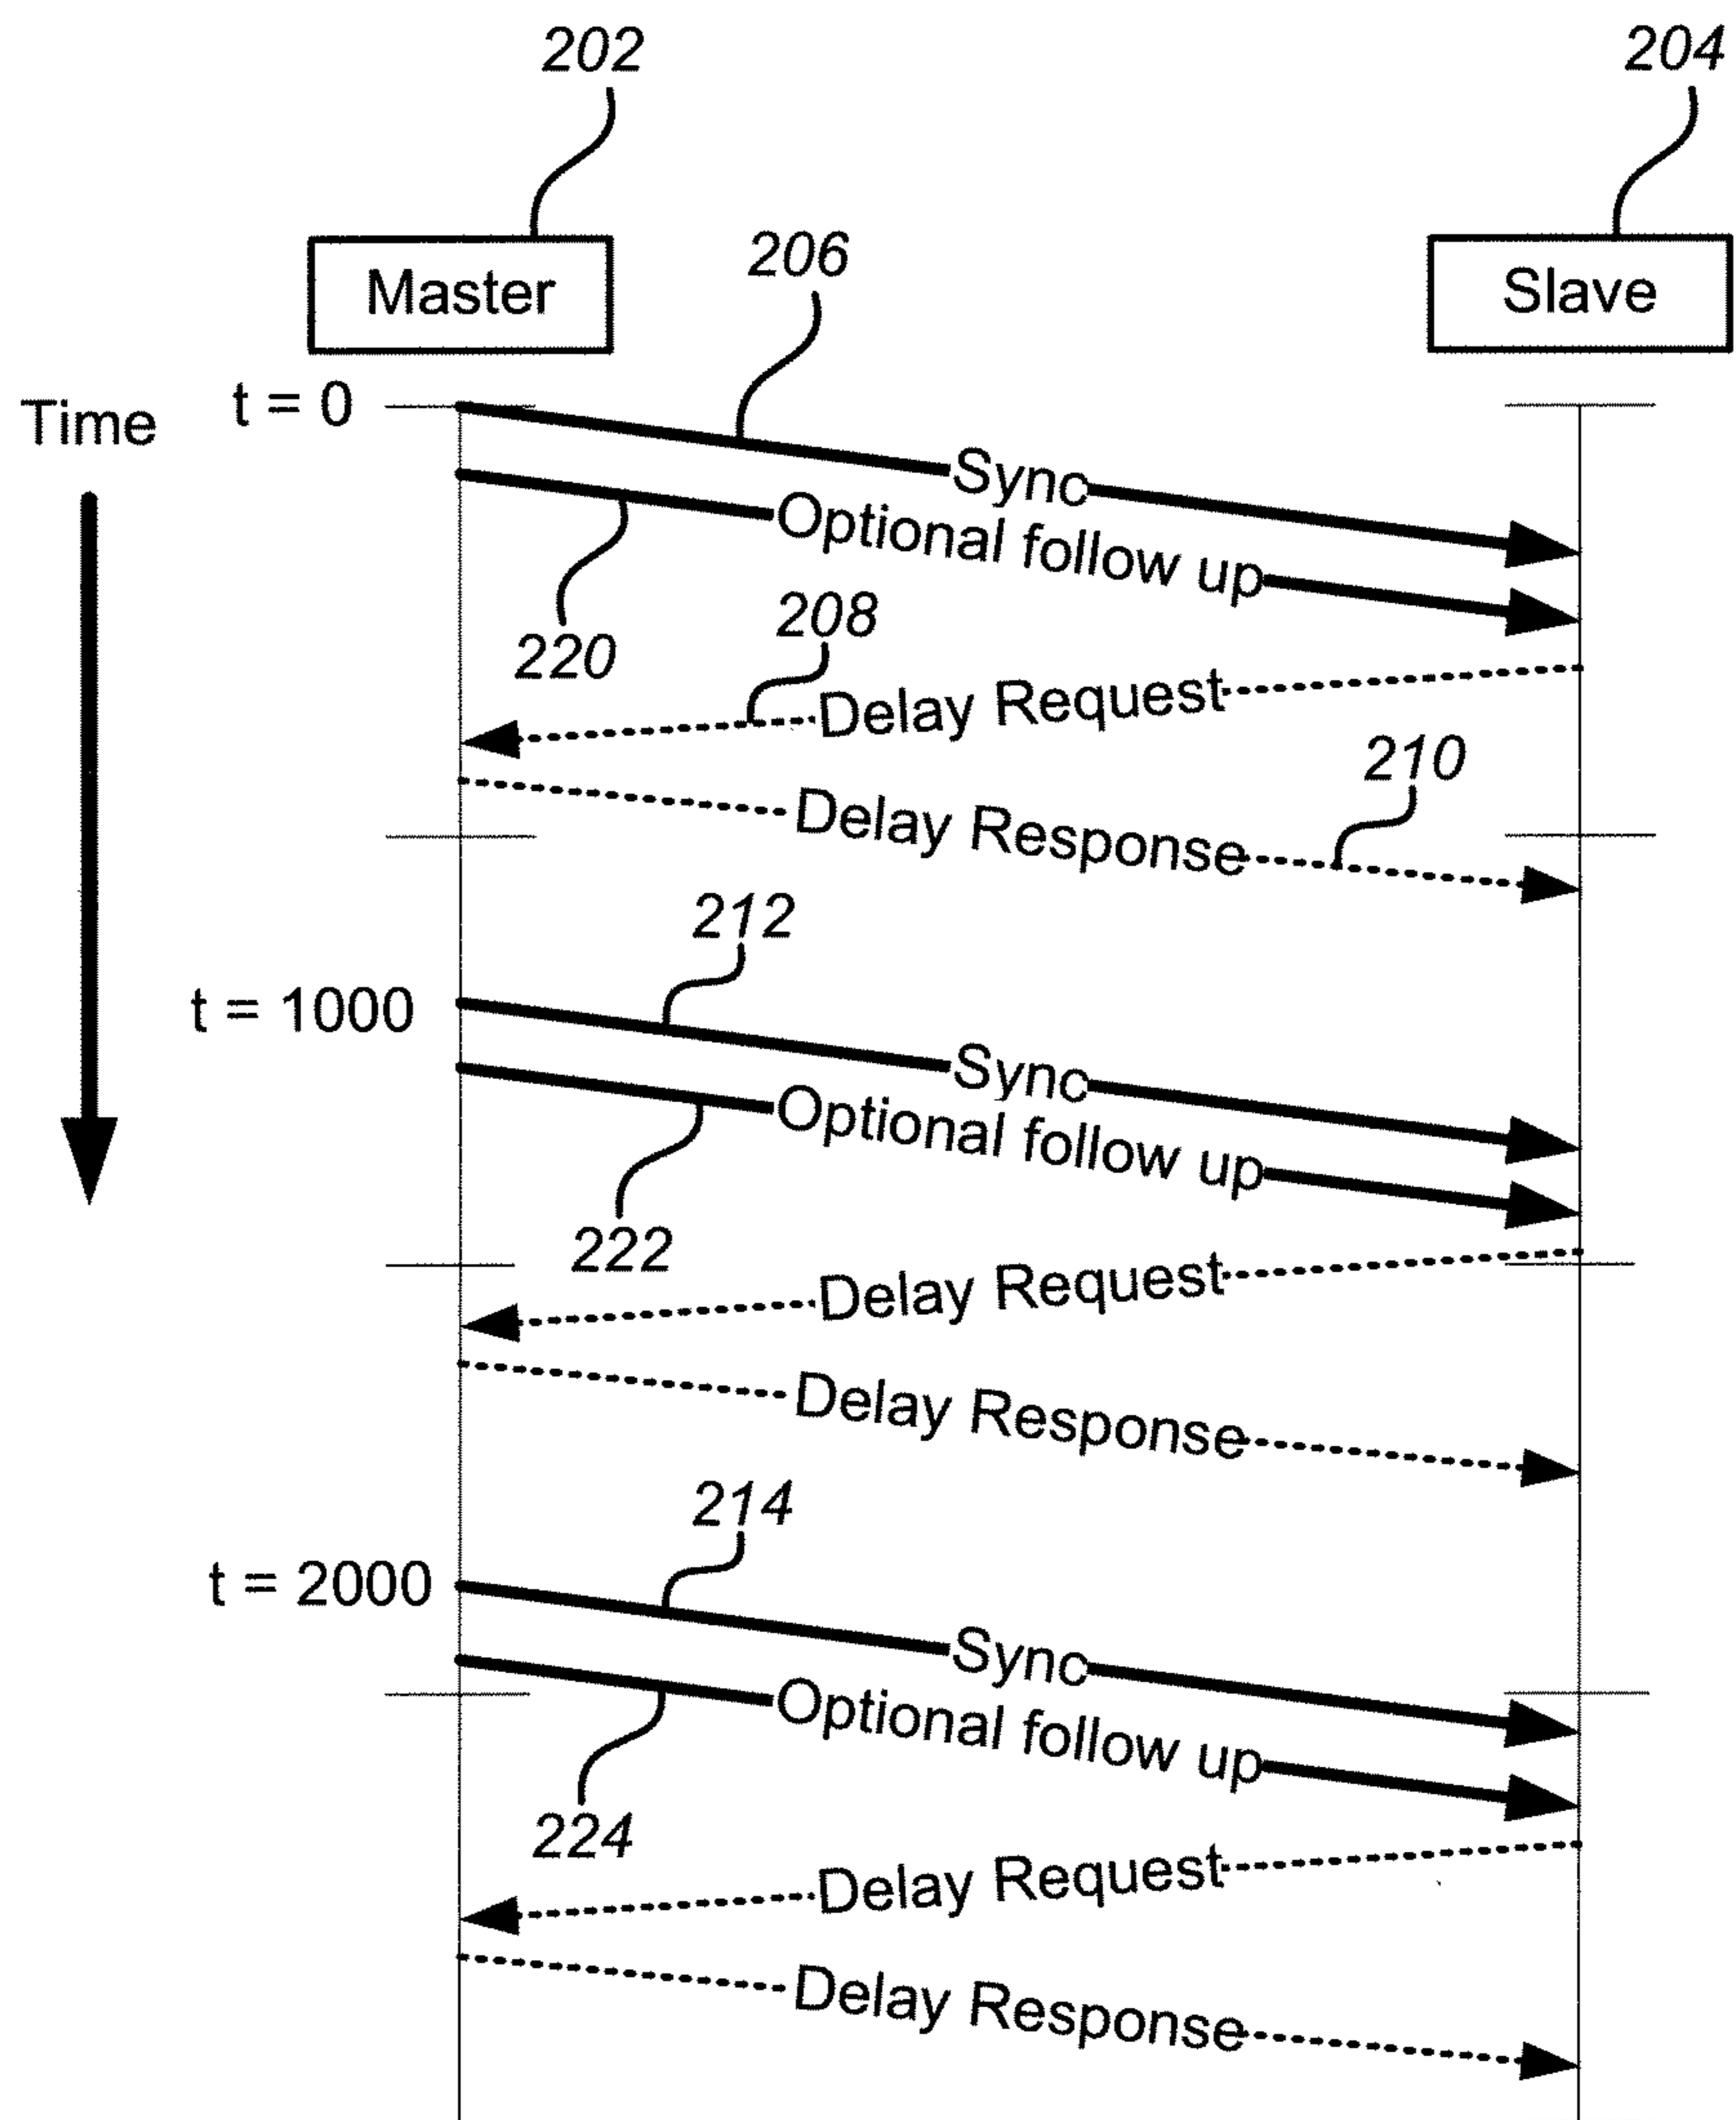 202
204
Master
206
Slave
Time
t = 0
Sync
Optional follow up
220
208
Delay Request
210
Delay Response
212
t = 1000
Sync
Optional follow up
222
Delay Request
Delay Response
214
t = 2000
Sync
Optional follow up
224
Delay Request
Delay Response